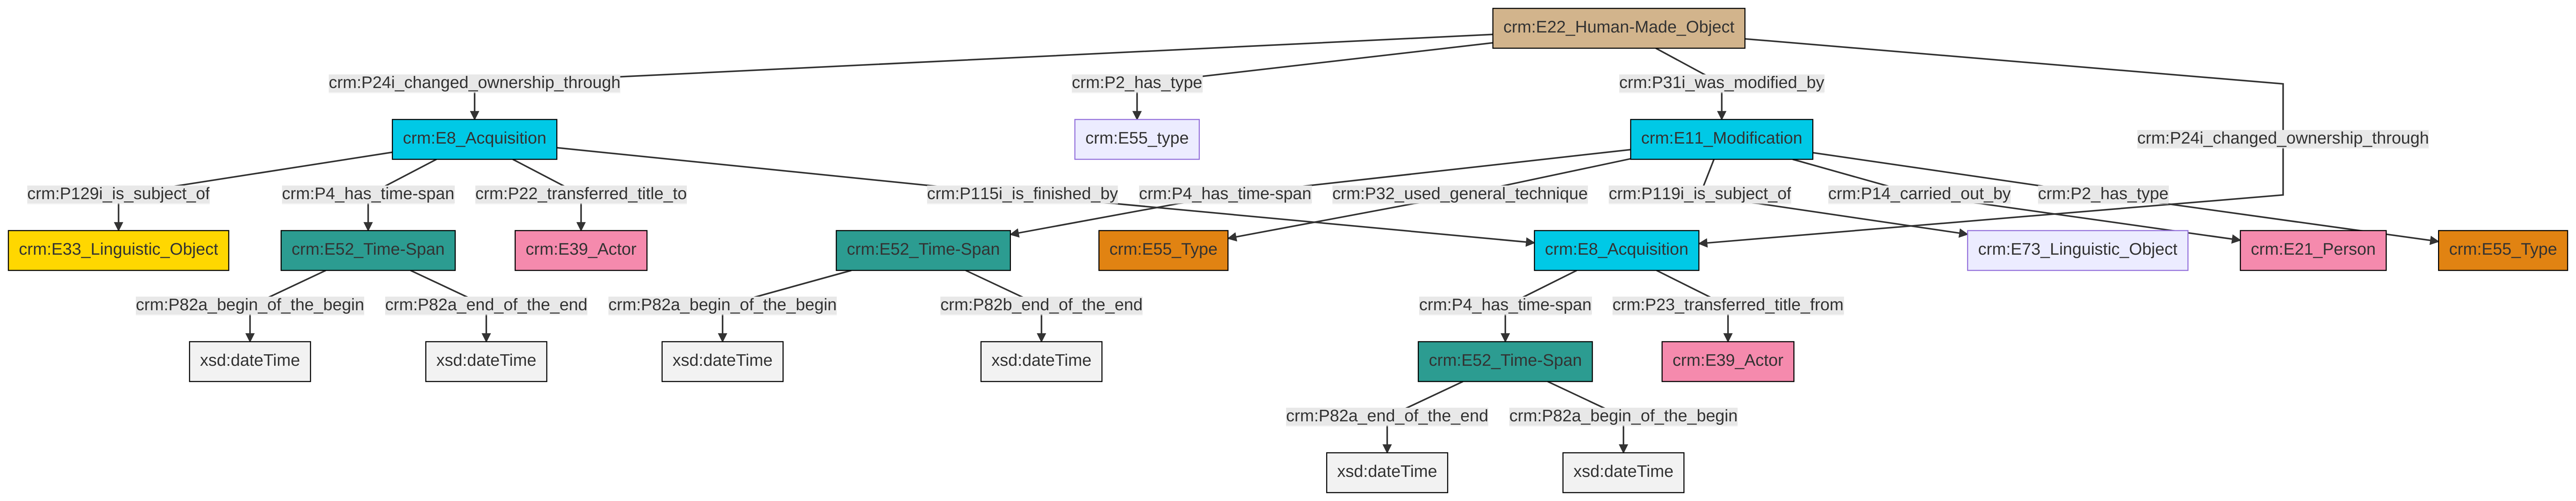 crm:E22_Human-Made_Object
crm:P24i_changed_ownership_through
crm:P2_has_type
crm:P31i_was_modified_by
crm:P24i_changed_ownership_through
crm:E8_Acquisition
crm:E55_type
crm:E11_Modification
crm:P129i_is_subject_of
crm:P4_has_time-span
crm:P22_transferred_title_to
crm:P115i_is_finished_by
crm:P4_has_time-span
crm:P32_used_general_technique
crm:P119i_is_subject_of
crm:P14_carried_out_by
crm:P2_has_type
crm:E33_Linguistic_Object
crm:E52_Time-Span
crm:E39_Actor
crm:E52_Time-Span
crm:E55_Type
crm:E8_Acquisition
crm:E73_Linguistic_Object
crm:E21_Person
crm:E55_Type
crm:P82a_begin_of_the_begin
crm:P82a_end_of_the_end
crm:P82a_begin_of_the_begin
crm:P82b_end_of_the_end
crm:P4_has_time-span
crm:P23_transferred_title_from
xsd:dateTime
xsd:dateTime
xsd:dateTime
xsd:dateTime
crm:E52_Time-Span
crm:E39_Actor
crm:P82a_end_of_the_end
crm:P82a_begin_of_the_begin
xsd:dateTime
xsd:dateTime